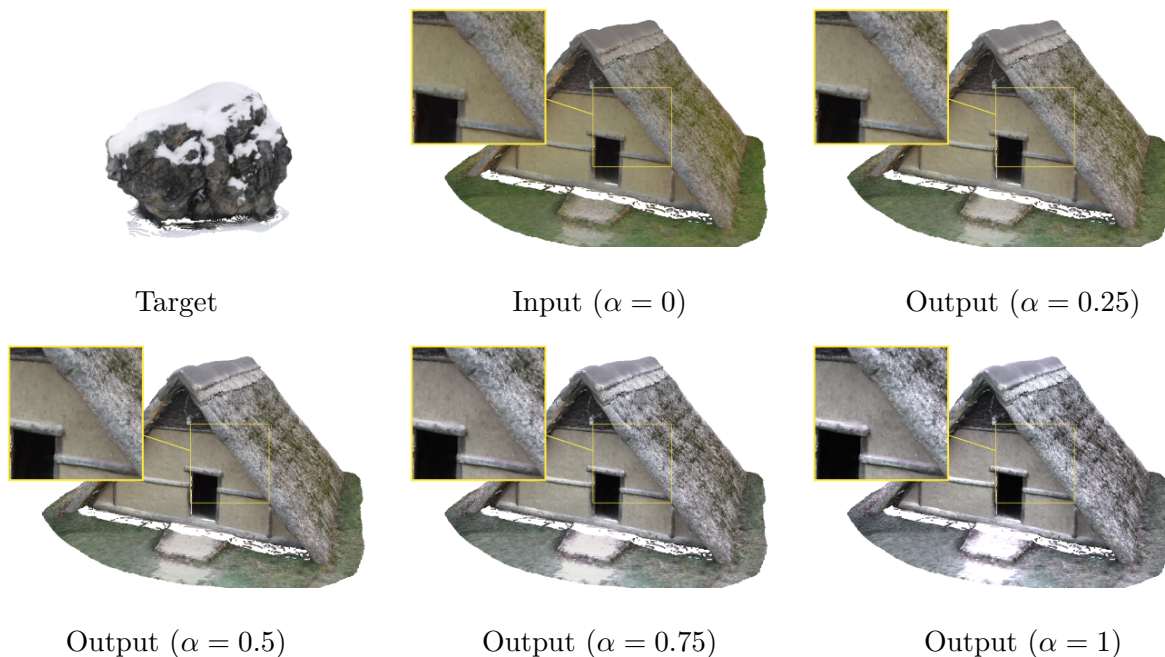 Target
Input (α = 0)
Output (α = 0.25)
Output (α = 0.5)
Output (α = 0.75)
Output (α = 1)